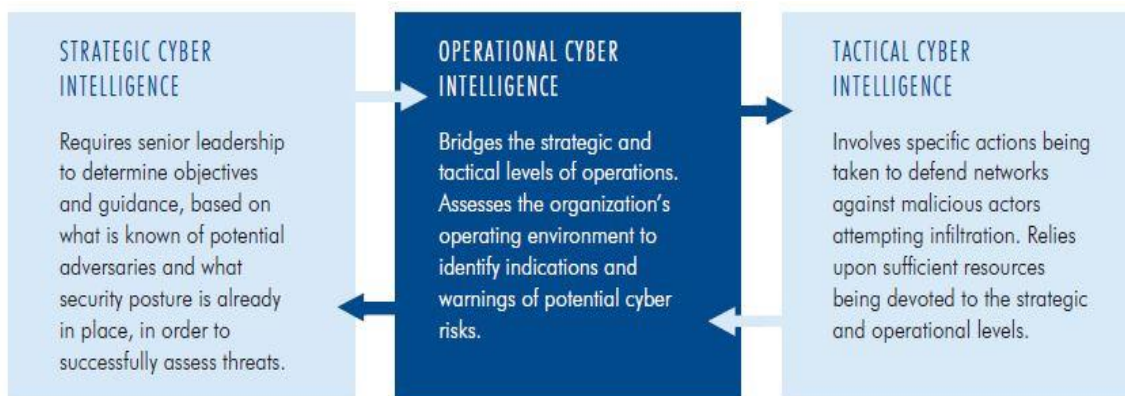 STRATEGIC CYBER
INTELLIGENCE
Requires senior leadership
to determine objectives
and guidance, based on
what is known of potential
adversaries and what
security posture is already
in place, in order to
successfully assess threats.
OPERATIONAL CYBER
INTELLIGENCE
Bridges the strategic and
tactical levels of operations.
Assesses the organization’s
operating environment to
identify indications and
warnings of potential cyber
risks.
TACTICAL CYBER
INTELLIGENCE
Involves specific actions being
taken to defend networks
against malicious actors
attempting infiltration. Relies
upon sufficient resources
being devoted to the strategic
and operational levels.